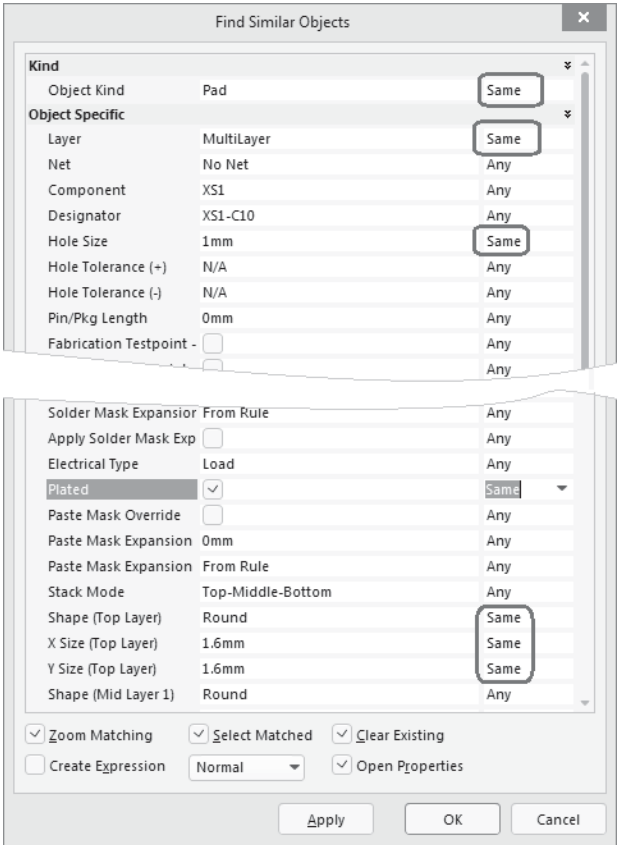 Find Similar Objects
Kind
Object Kind Pad Same
Object Specific
Layer MultiLayer Same
Net No Net Any
Component XS1 Any
Designator XS1-C10 Any
Hole Size 1mm Same
Hole Tolerance (+) N/A Any
Hole Tolerance (-) N/A Any
Pin/Pkg Length 0mm Any
Fabrication Testpoint - Any
Any
Solder Mask Expansion From Rule Any
Apply Solder Mask Exp Any
Electrical Type Load Any
Plated Same
Paste Mask Override Any
Paste Mask Expansion 0mm Any
Paste Mask Expansion From Rule Any
Stack Mode Top-Middle-Bottom Any
Shape (Top Layer) Round Same
X Size (Top Layer) 1.6mm Same
Y Size (Top Layer) 1.6mm Same
Shape (Mid Layer 1) Round Any
Zoom Matching Select Matched Clear Existing
Create Expression Normal Open Properties
Apply OK Cancel